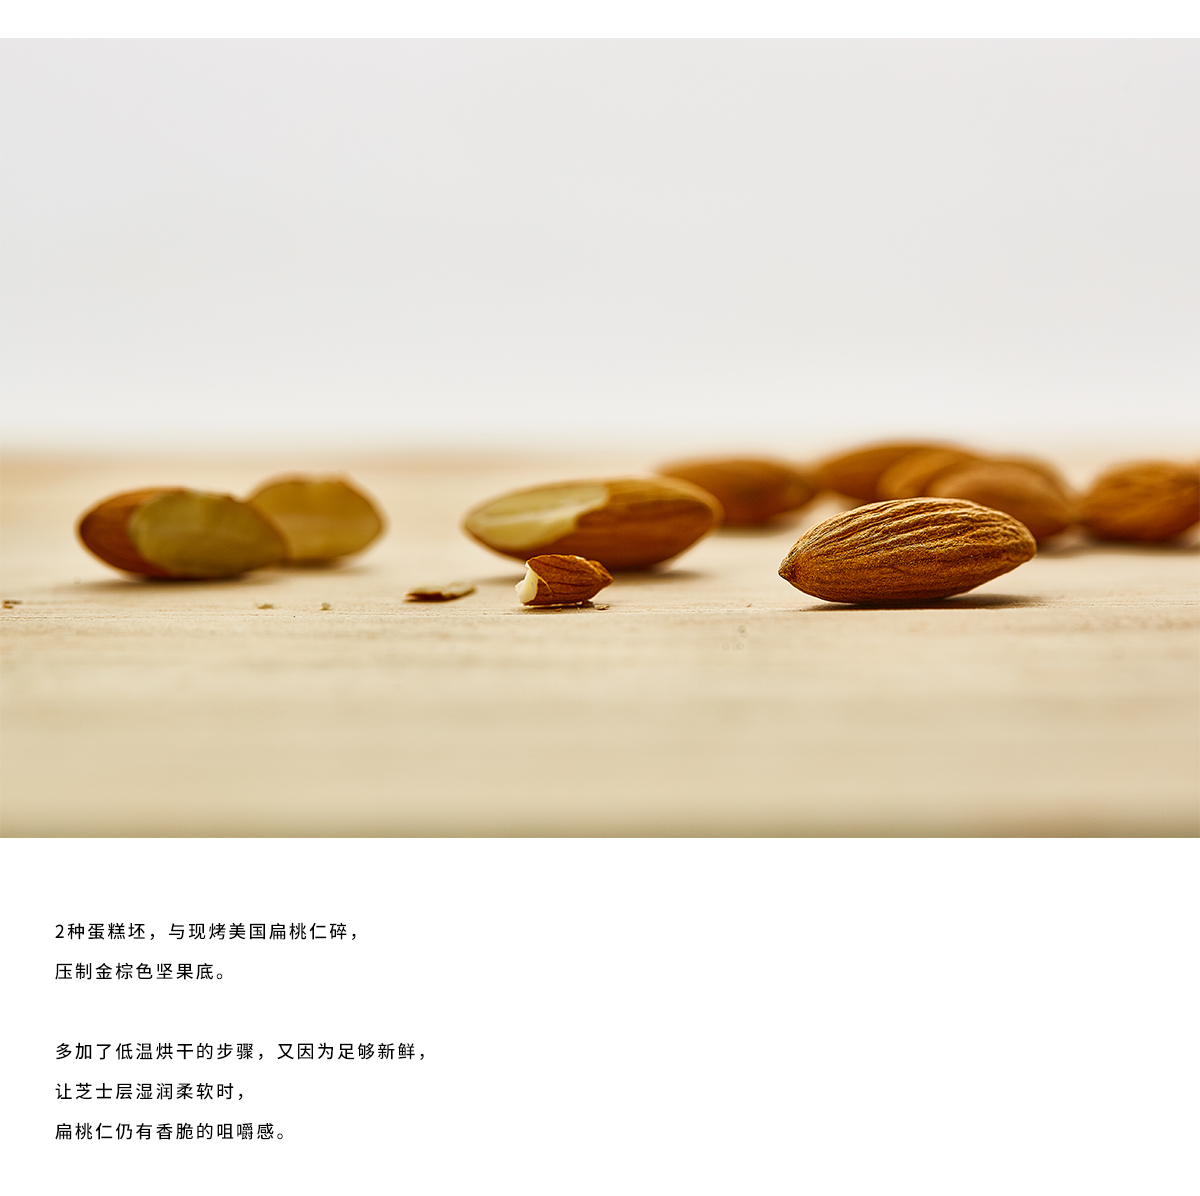 2种蛋糕坯，与现烤美国扁桃仁碎，
压制金棕色坚果底。
多加了低温烘干的步骤，又因为足够新鲜，
让芝士层湿润柔软时，
扁桃仁仍有香脆的咀嚼感。